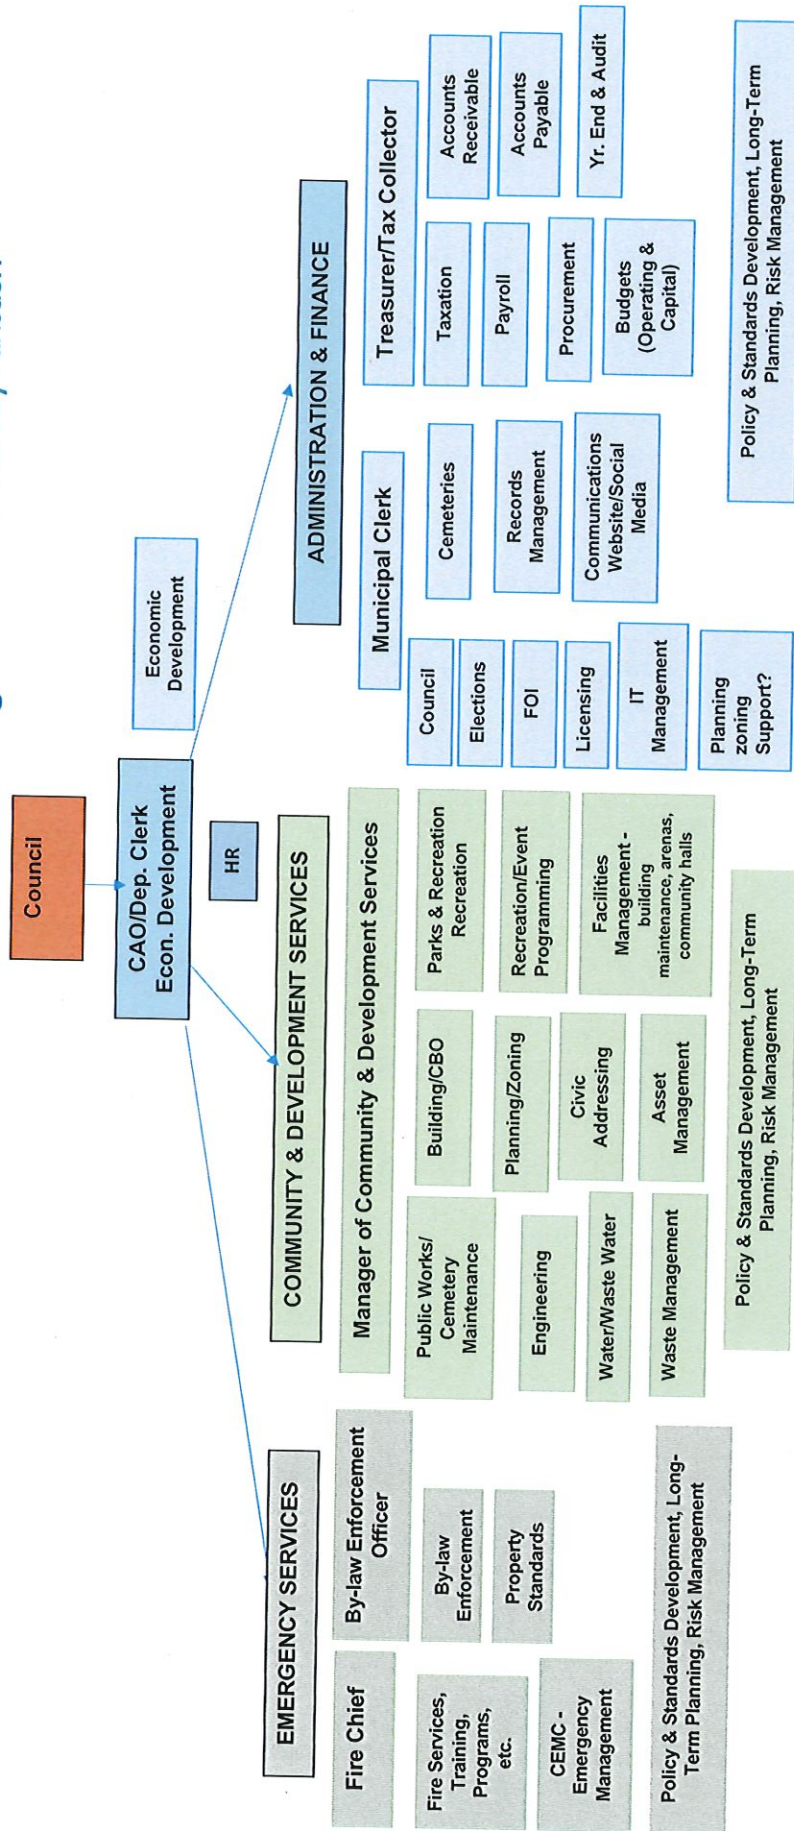 Council
CAO/Dep. Clerk
Econ. Development
Economic
Development
HR
EMERGENCY SERVICES
Fire Chief
By-law Enforcement
Officer
Fire Services,
Training,
Programs,
etc.
By-law
Enforcement
CEMC -
Emergency
Management
Property
Standards
Policy & Standards Development, Long-
Term Planning, Risk Management
COMMUNITY & DEVELOPMENT SERVICES
Manager of Community & Development Services
Public Works/
Cemetery
Maintenance
Building/CBO
Parks & Recreation
Recreation
Engineering
Planning/Zoning
Recreation/Event
Programming
Water/Waste Water
Civic
Addressing
Facilities
Management -
building
maintenance, arenas,
community halls
Waste Management
Asset
Management
Policy & Standards Development, Long-Term
Planning, Risk Management
ADMINISTRATION & FINANCE
Municipal Clerk
Treasurer/Tax Collector
Council
Elections
FOI
Licensing
IT
Management
Planning
zoning
Support?
Cemeteries
Records
Management
Communications
Website/Social
Media
Taxation
Payroll
Procurement
Budgets
(Operating &
Capital)
Accounts
Receivable
Accounts
Payable
Yr. End & Audit
Policy & Standards Development, Long-Term
Planning, Risk Management